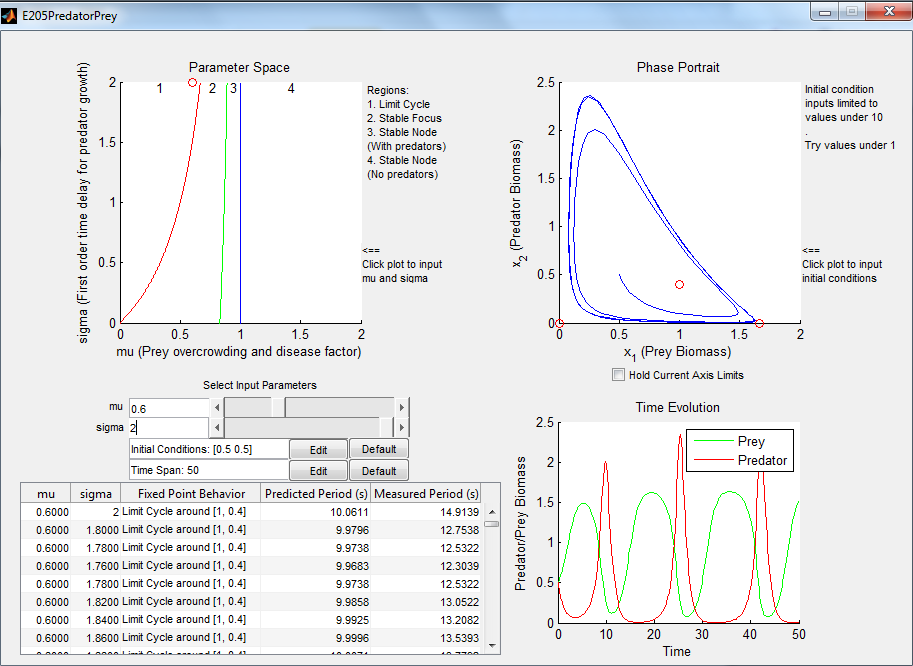 E205PredatorPrey
Parameter Space
sigma (First order time delay for predator growth)
2
1.5
1
0.5
0
1
2
3
4
0
0.5
1
1.5
2
mu (Prey overcrowding and disease factor)
Regions:
1. Limit Cycle
2. Stable Focus
3. Stable Node
(With predators)
4. Stable Node
(No predators)
<==
Click plot to input
mu and sigma
Phase Portrait
x2 (Predator Biomass)
2.5
2
1.5
1
0.5
0
0
0.5
1
1.5
2
x1 (Prey Biomass)
Initial condition
inputs limited to
values under 10
.
Try values under 1
<==
Click plot to input
initial conditions
Hold Current Axis Limits
Select Input Parameters
mu 0.6
sigma 2
Initial Conditions: [0.5 0.5] Edit Default
Time Span: 50 Edit Default
mu sigma Fixed Point Behavior Predicted Period (s) Measured Period (s)
0.6000 2 Limit Cycle around [1, 0.4] 10.0611 14.9139
0.6000 1.8000 Limit Cycle around [1, 0.4] 9.9796 12.7538
0.6000 1.7800 Limit Cycle around [1, 0.4] 9.9738 12.5322
0.6000 1.7600 Limit Cycle around [1, 0.4] 9.9683 12.3039
0.6000 1.7800 Limit Cycle around [1, 0.4] 9.9738 12.5322
0.6000 1.8200 Limit Cycle around [1, 0.4] 9.9858 13.0522
0.6000 1.8400 Limit Cycle around [1, 0.4] 9.9925 13.2082
0.6000 1.8600 Limit Cycle around [1, 0.4] 9.9996 13.5393
Time Evolution
Predator/Prey Biomass
2.5
2
1.5
1
0.5
0
Prey
Predator
0
10
20
30
40
50
Time